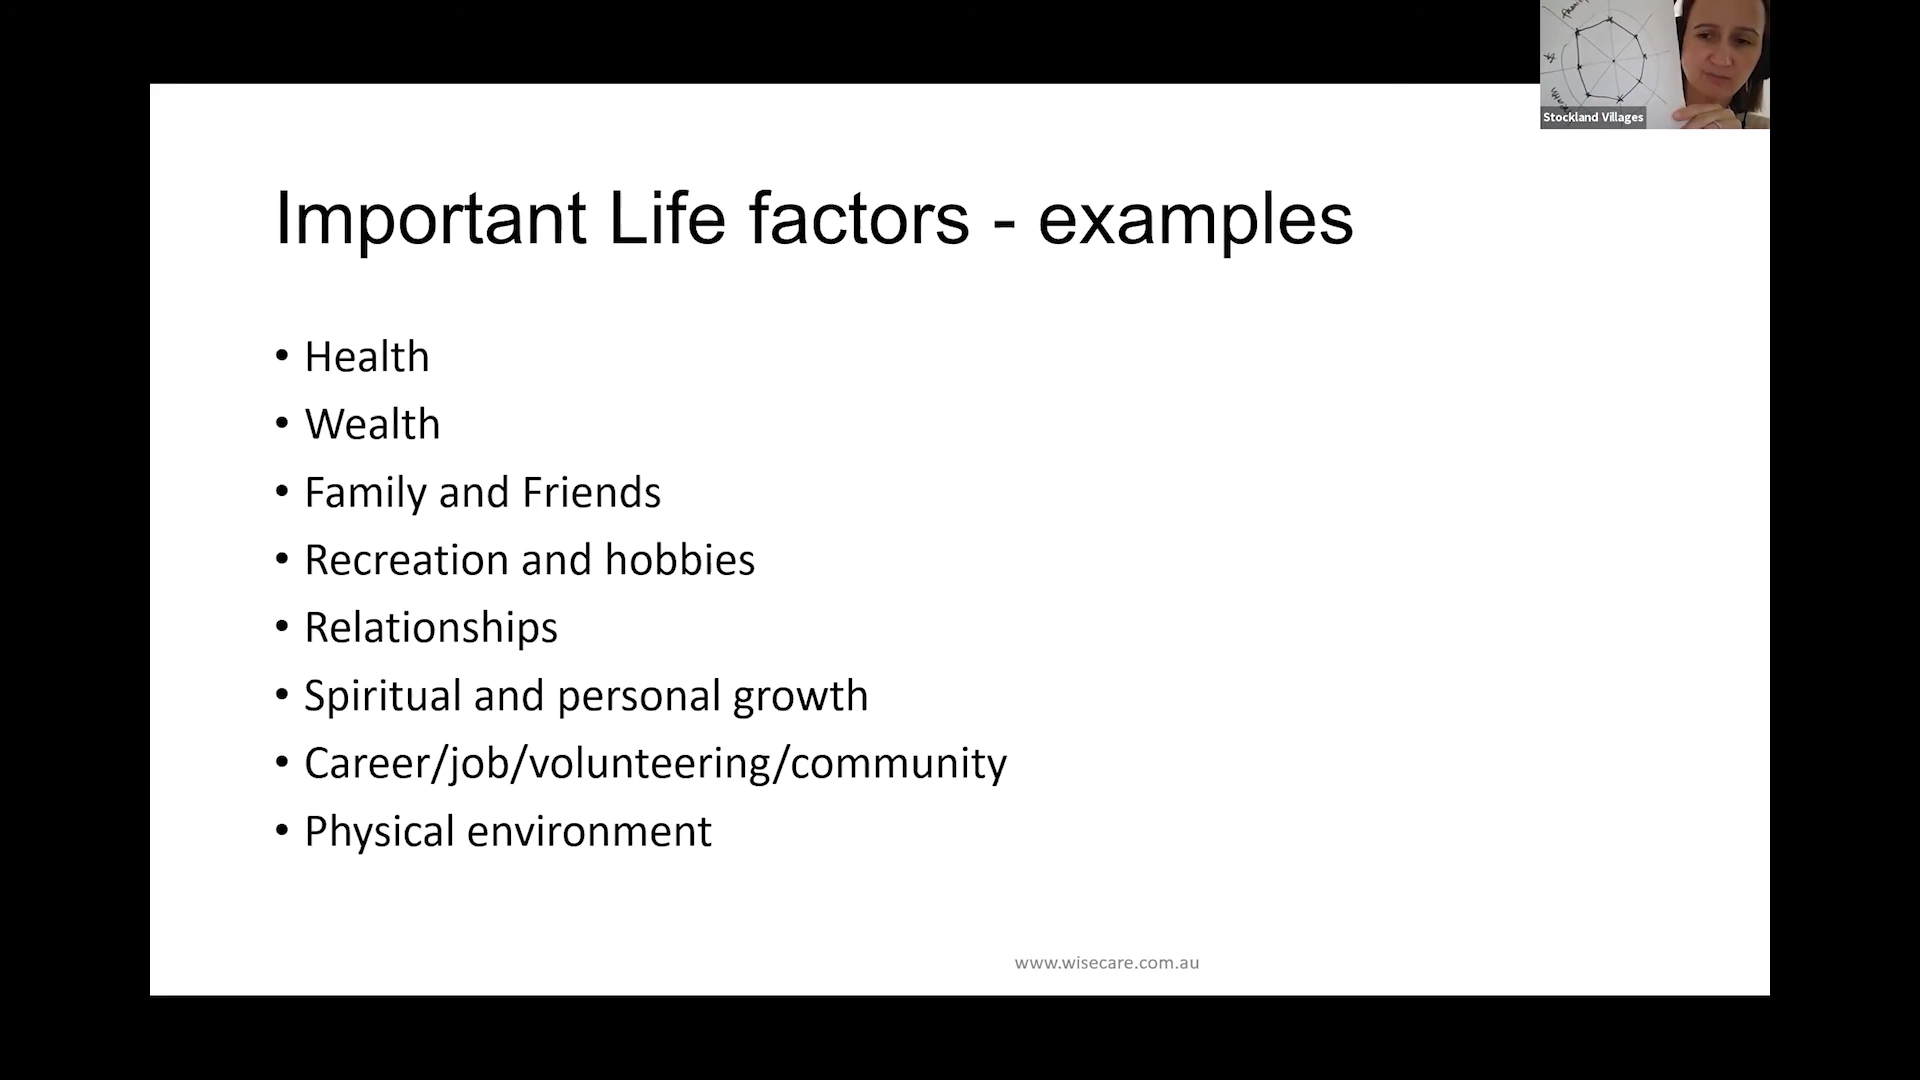 Stockland Villages
Important Life factors - examples
• Health
• Wealth
• Family and Friends
• Recreation and hobbies
• Relationships
• Spiritual and personal growth
• Career/job/volunteering/community
• Physical environment
www.wisecare.com.au